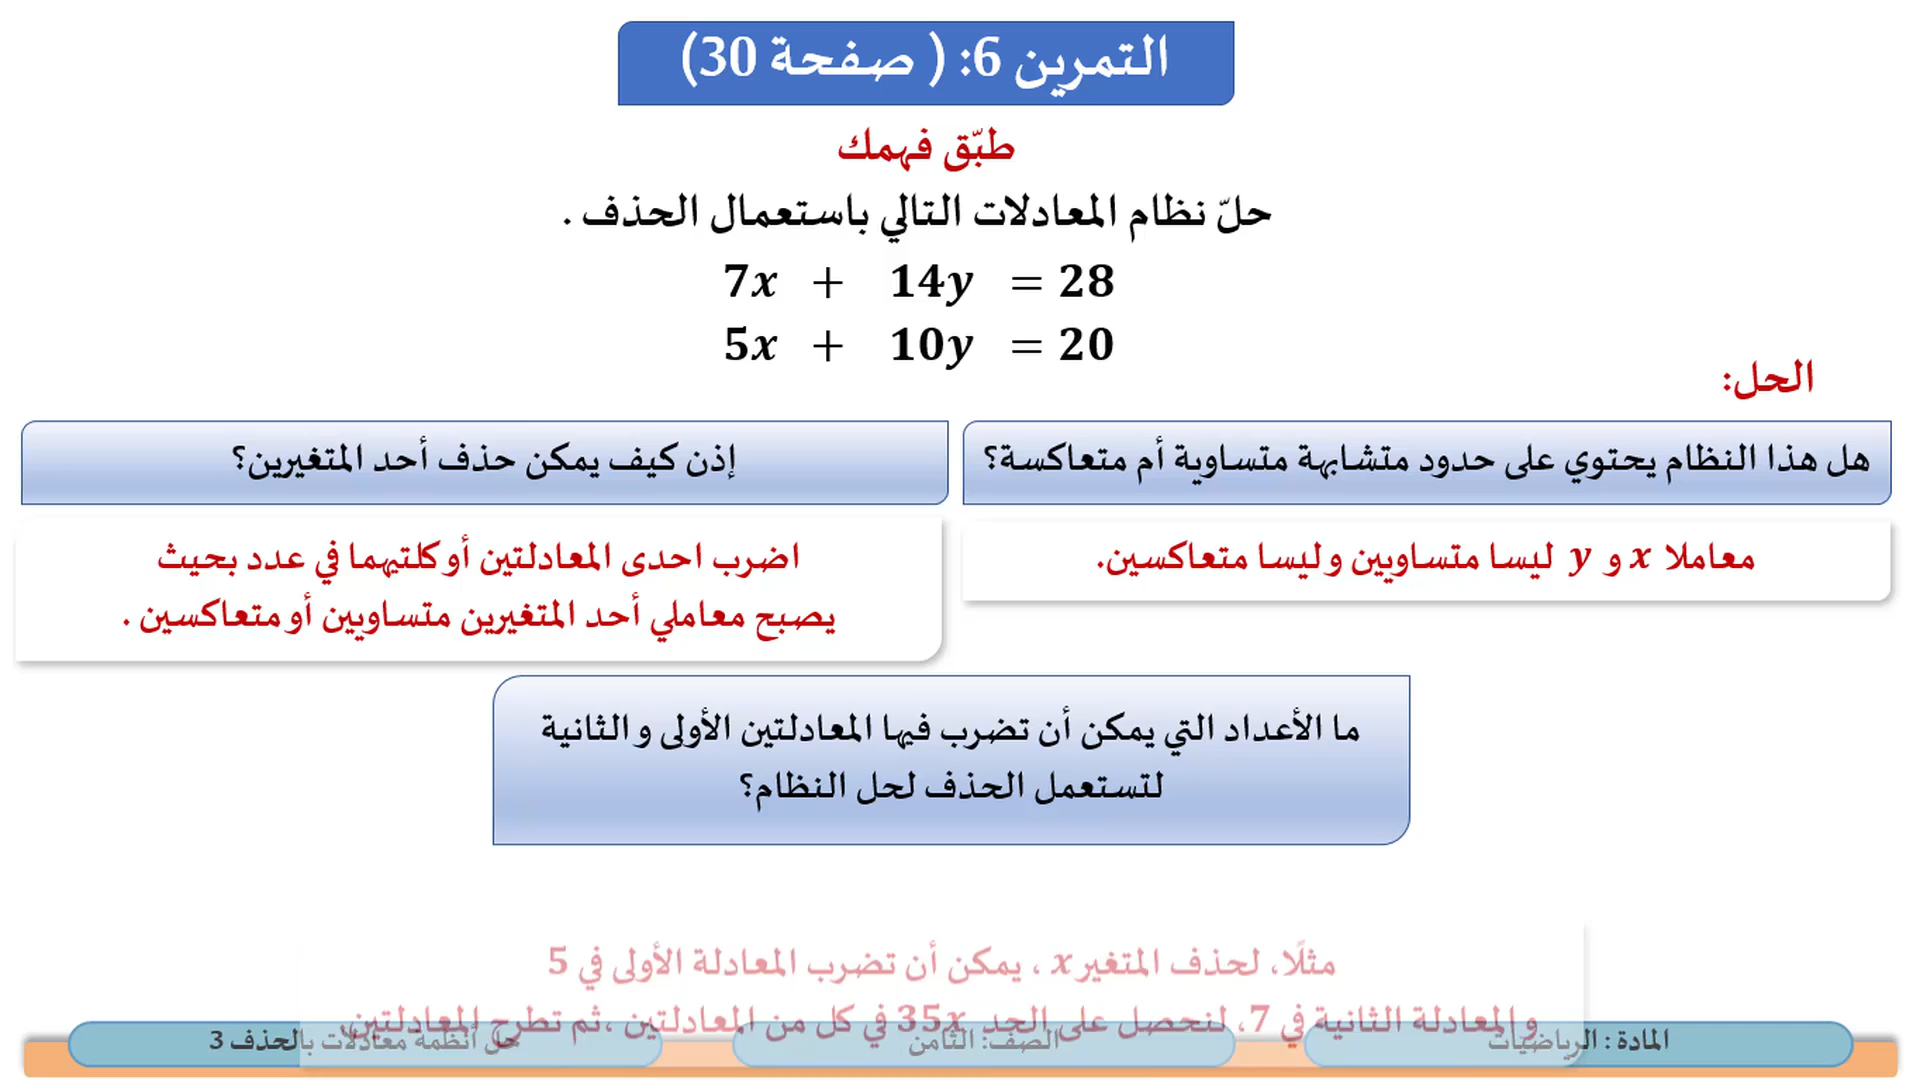 التمرين 6: ( صفحة 30)
طبّق فهمك
حلّ نظام المعادلات التالي باستعمال الحذف .
7x + 14y = 28
5x + 10y = 20
الحل:
هل هذا النظام يحتوي على حدود متشابهة متساوية أم متعاكسة؟
معاملا x و y ليسا متساويين وليسا متعاكسين.
إذن كيف يمكن حذف أحد المتغيرين؟
اضرب احدى المعادلتين أو كلتيهما في عدد بحيث
يصبح معاملي أحد المتغيرين متساويين أو متعاكسين .
ما الأعداد التي يمكن أن تضرب فيها المعادلتين الأولى و الثانية
لتستعمل الحذف لحل النظام؟
مثلًا، لحذف المتغير x ، يمكن أن تضرب المعادلة الأولى في 5
والمعادلة الثانية في 7، لنحصل على الحد 35x في كل من المعادلتين ،ثم تطرح المعادلتين.
المادة : الرياضيات
الصف: الثامن
حل أنظمة معادلات بالحذف 3